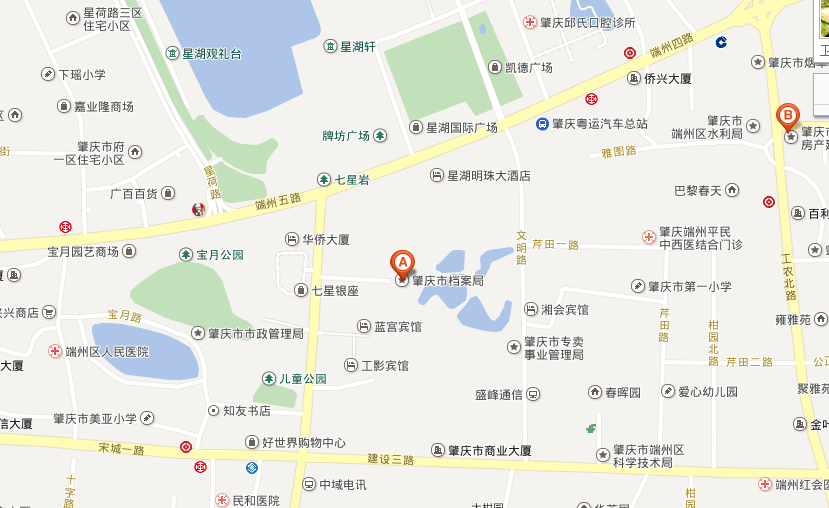 星荷路三区
住宅小区
星湖观礼台
星湖轩
肇庆邱氏口腔诊所
端州四路
下瑶小学
凯德广场
侨兴大厦
嘉业隆商场
肇庆市
端州区水利局
B
肇庆粤运汽车总站
牌坊广场
星湖国际广场
肇庆市府
一区住宅小区
街
雅图路
星荷路
七星岩
星湖明珠大酒店
巴黎春天
广百百货
端州五路
百利
文明路
芹田一路
肇庆端州平民
中西医结合门诊
华侨大厦
宝月园艺商场
宝月公园
A
肇庆市档案局
工农北路
七星银座
肇庆市第一小学
宝月路
湘会宾馆
芹田路
柑园北路
雍雅苑
蓝宫宾馆
肇庆市市政管理局
肇庆市专卖
事业管理局
端州区人民医院
工影宾馆
芹田二路
儿童公园
盛峰通信
春晖园
爱心幼儿园
聚雅苑
知友书店
肇庆市美亚小学
信大厦
宋城一路
好世界购物中心
建设三路
肇庆市商业大厦
肇庆市端州区
科学技术局
中域电讯
十字路
民和医院
柑园
端州红会医